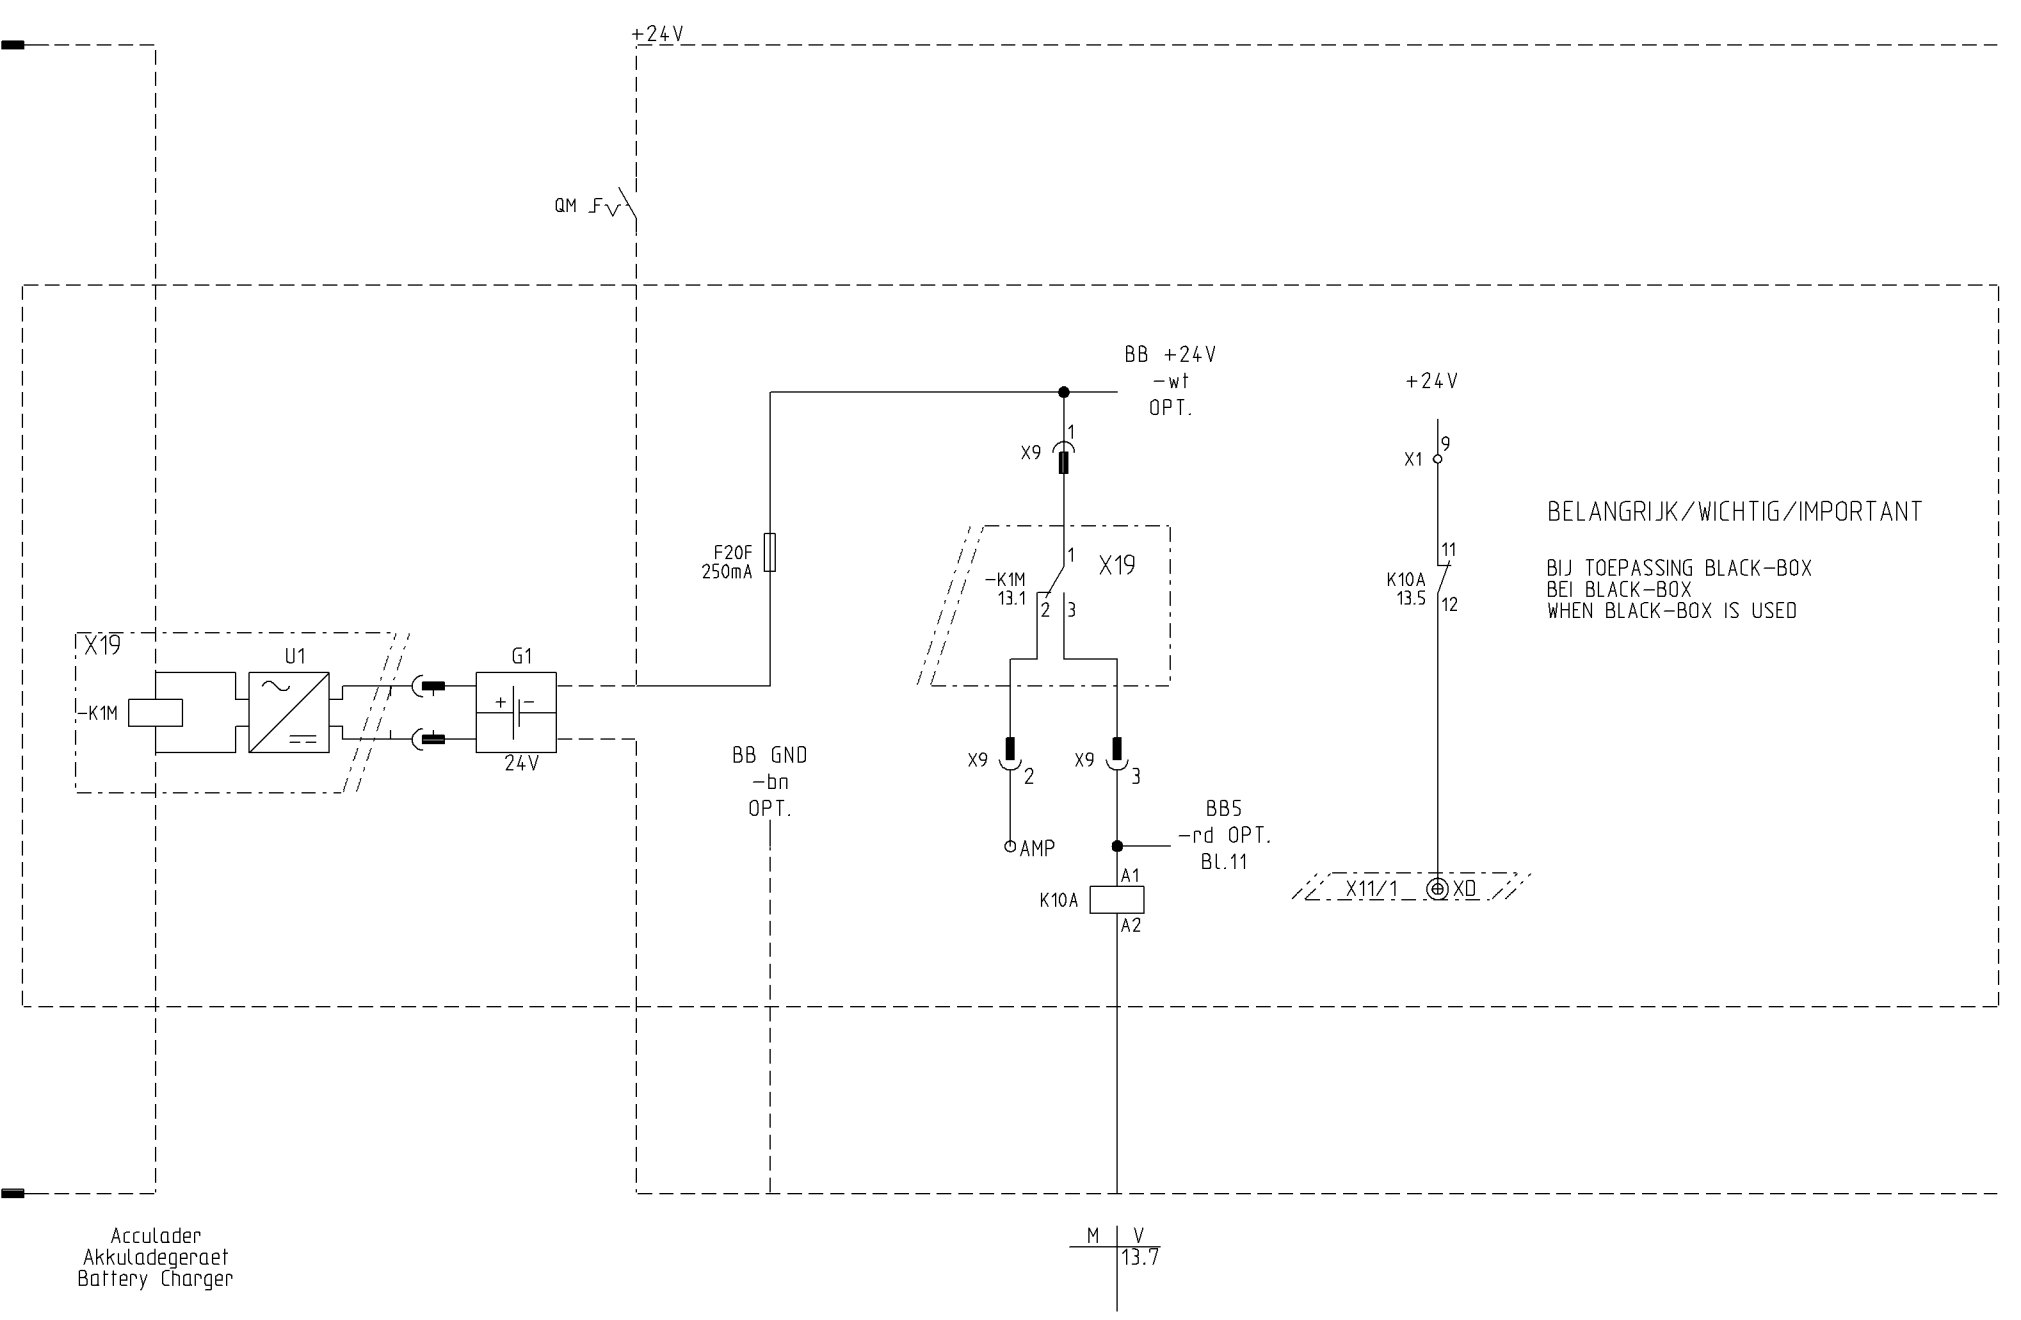 +24V
QM
BB +24V
-wt
OPT.
+24V
1
X9
9
X1
BELANGRIJK/WICHTIG/IMPORTANT
F20F
250mA
1
X19
-K1M
13.1
2
3
11
K10A
13.5
12
BIJ TOEPASSING BLACK-BOX
BEI BLACK-BOX
WHEN BLACK-BOX IS USED
X19
U1
G1
-K1M
+ -
24V
BB GND
-bn
OPT.
X9
2
X9
3
BB5
-rd OPT.
Bl.11
AMP
A1
K10A
A2
X11/1
XD
Acculader
Akkuladegeraet
Battery Charger
M V
13.7